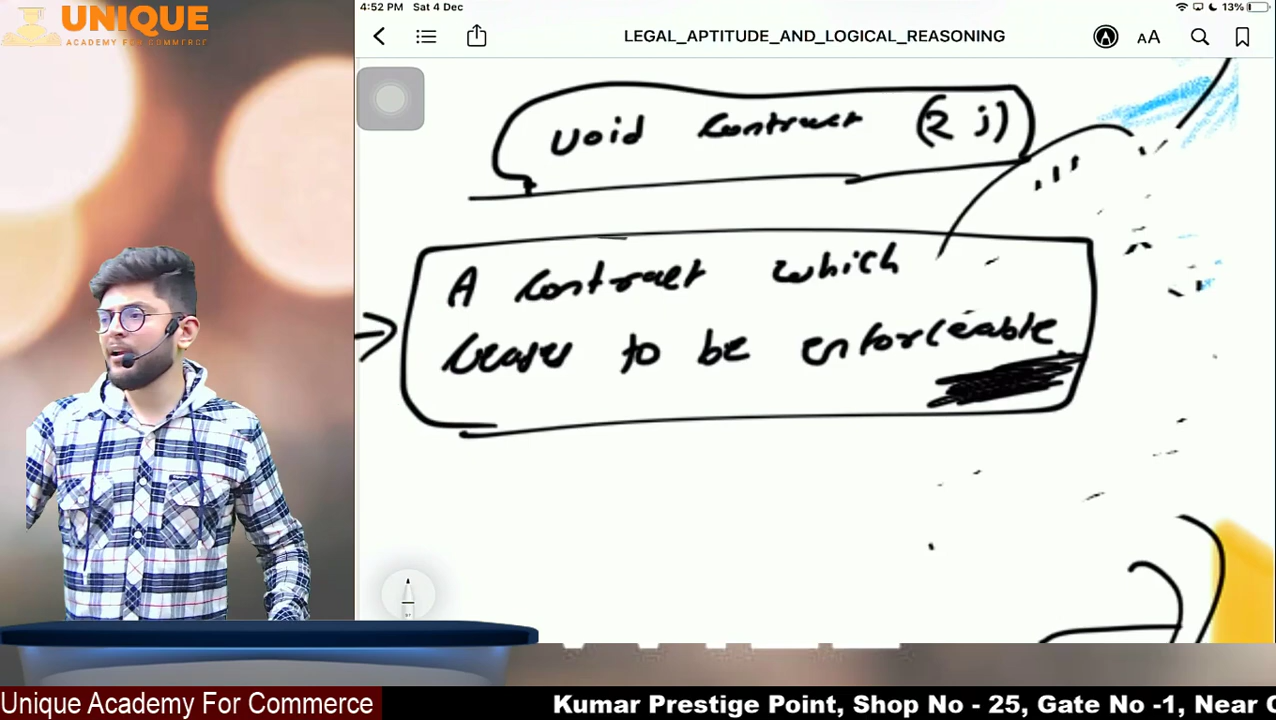 UNIQUE
ACADEMY FOR COMMERCE
4:52 PM Sat 4 Dec
13%
LEGAL_APTITUDE_AND_LOGICAL_REASONING
AA
Void Contract (2 j)
A contract which
ceases to be enforceable
Unique Academy For Commerce
Kumar Prestige Point, Shop No - 25, Gate No -1, Near